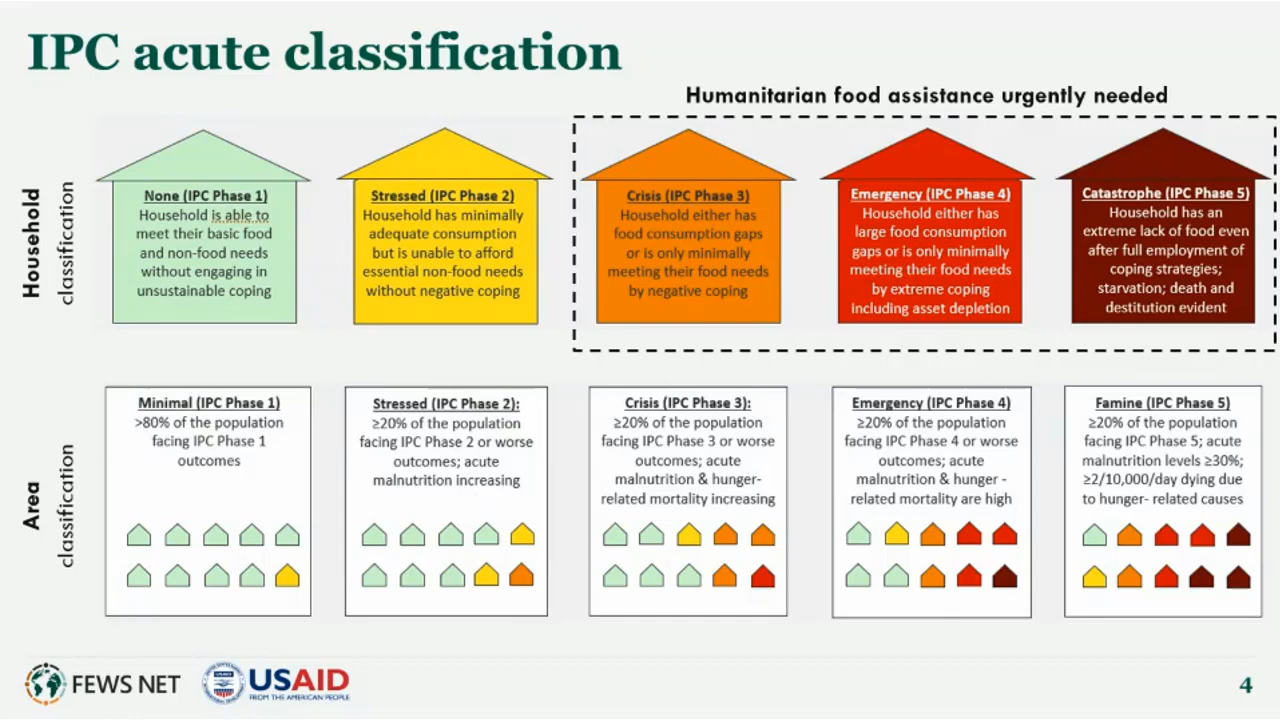 IPC acute classification
Humanitarian food assistance urgently needed
Household
classification
None (IPC Phase 1)
Household is able to
meet their basic food
and non-food needs
without engaging in
unsustainable coping
Stressed (IPC Phase 2)
Household has minimally
adequate consumption
but is unable to afford
essential non-food needs
without negative coping
Crisis (IPC Phase 3)
Household either has
food consumption gaps
or is only minimally
meeting their food needs
by negative coping
Emergency (IPC Phase 4)
Household either has
large food consumption
gaps or is only minimally
meeting their food needs
by extreme coping
including asset depletion
Catastrophe (IPC Phase 5)
Household has an
extreme lack of food even
after full employment of
coping strategies;
starvation; death and
destitution evident
Area
classification
Minimal (IPC Phase 1)
>80% of the population
facing IPC Phase 1
outcomes
Stressed (IPC Phase 2):
≥20% of the population
facing IPC Phase 2 or worse
outcomes; acute
malnutrition increasing
Crisis (IPC Phase 3):
≥20% of the population
facing IPC Phase 3 or worse
outcomes; acute
malnutrition & hunger-
related mortality increasing
Emergency (IPC Phase 4)
≥20% of the population
facing IPC Phase 4 or worse
outcomes; acute
malnutrition & hunger -
related mortality are high
Famine (IPC Phase 5)
≥20% of the population
facing IPC Phase 5; acute
malnutrition levels ≥30%;
≥2/10,000/day dying due
to hunger- related causes
FEWS NET
USAID
FROM THE AMERICAN PEOPLE
4